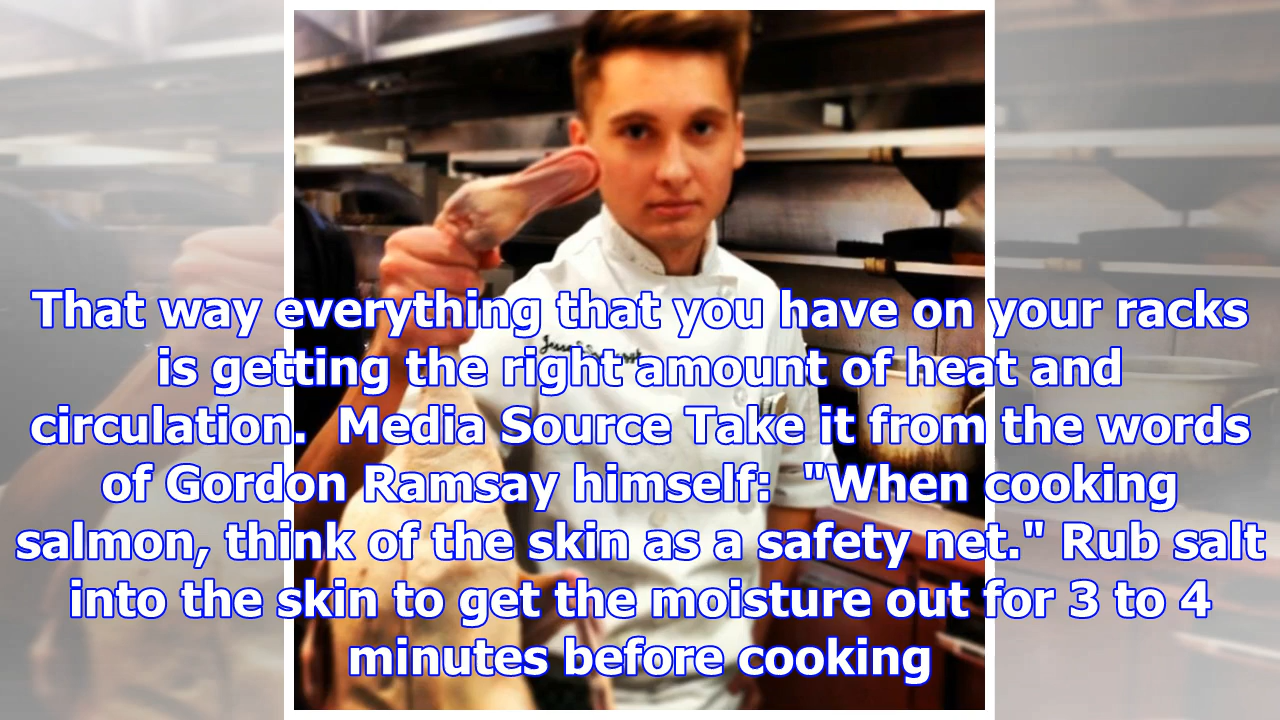 That way everything that you have on your racks
is getting the right amount of heat and
circulation.  Media Source Take it from the words
of Gordon Ramsay himself:  "When cooking
salmon, think of the skin as a safety net." Rub salt
into the skin to get the moisture out for 3 to 4
minutes before cooking